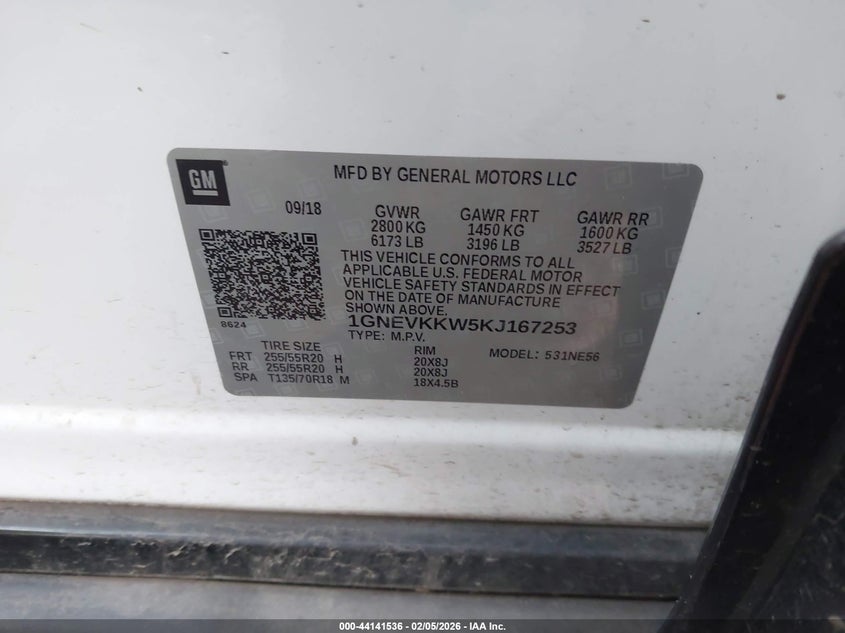 GM
MFD BY GENERAL MOTORS LLC
09/18
GVWR GAWR FRT GAWR RR
2800 KG 1450 KG 1600 KG
6173 LB 3196 LB 3527 LB
THIS VEHICLE CONFORMS TO ALL
APPLICABLE U.S. FEDERAL MOTOR
VEHICLE SAFETY STANDARDS IN EFFECT
ON THE DATE OF MANUFACTURE
SHOWN ABOVE.
8624
1GNEVKKW5KJ167253
TYPE: M.P.V. MODEL: 531NE56
TIRE SIZE RIM
FRT 255/55R20 H 20X8J
RR 255/55R20 H 20X8J
SPA T135/70R18 M 18X4.5B
000-44141536 - 02/05/2026 - IAA Inc.